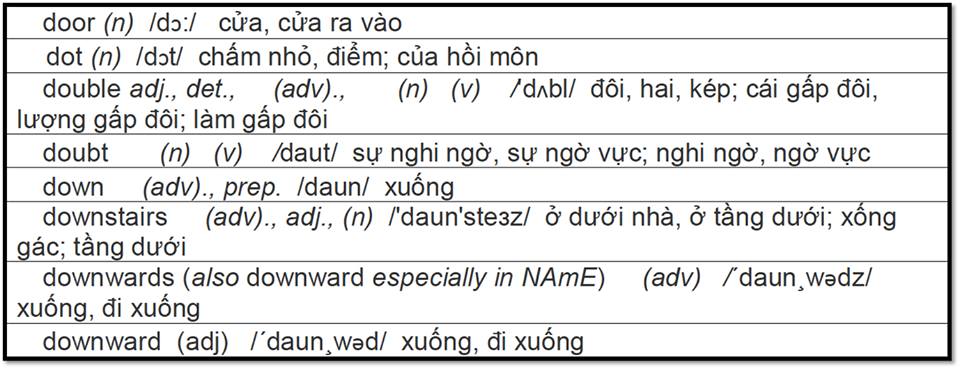 door (n) /dɔ:/ cửa, cửa ra vào
dot (n) /dɔt/ chấm nhỏ, điểm; của hồi môn
double adj., det., (adv)., (n) (v) /'dʌbl/ đôi, hai, kép; cái gấp đôi,
lượng gấp đôi; làm gấp đôi
doubt (n) (v) /daut/ sự nghi ngờ, sự ngờ vực; nghi ngờ, ngờ vực
down (adv)., prep. /daun/ xuống
downstairs (adv)., adj., (n) /'daun'steзz/ ở dưới nhà, ở tầng dưới; xống
gác; tầng dưới
downwards (also downward especially in NAmE) (adv) /´daun¸wədz/
xuống, đi xuống
downward (adj) /´daun¸wəd/ xuống, đi xuống